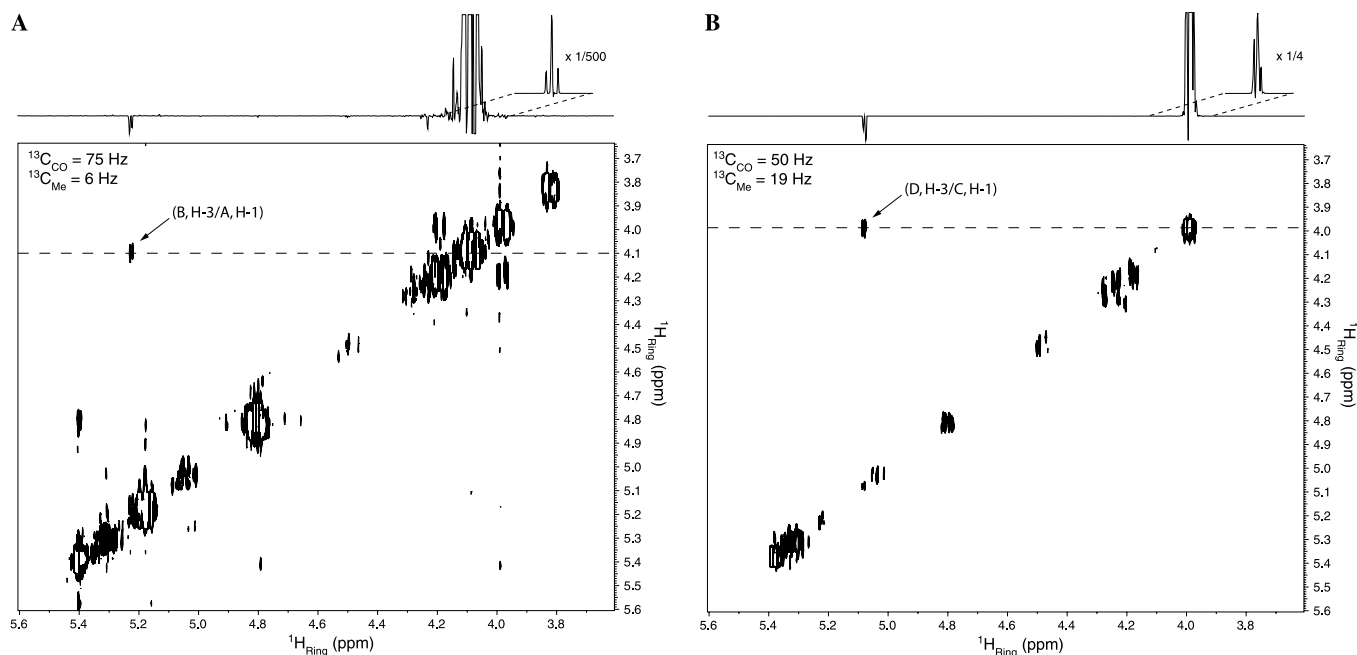 A
x 1/500
¹³C_CO = 75 Hz
¹³C_Me = 6 Hz
(B, H-3/A, H-1)
3.7
3.8
3.9
4.0
4.1
4.2
4.3
4.4
4.5
4.6
4.7
4.8
4.9
5.0
5.1
5.2
5.3
5.4
5.5
5.6
¹H_Ring (ppm)
5.6 5.4 5.2 5.0 4.8 4.6 4.4 4.2 4.0 3.8
¹H_Ring (ppm)
B
x 1/4
¹³C_CO = 50 Hz
¹³C_Me = 19 Hz
(D, H-3/C, H-1)
3.7
3.8
3.9
4.0
4.1
4.2
4.3
4.4
4.5
4.6
4.7
4.8
4.9
5.0
5.1
5.2
5.3
5.4
5.5
5.6
¹H_Ring (ppm)
5.6 5.4 5.2 5.0 4.8 4.6 4.4 4.2 4.0 3.8
¹H_Ring (ppm)